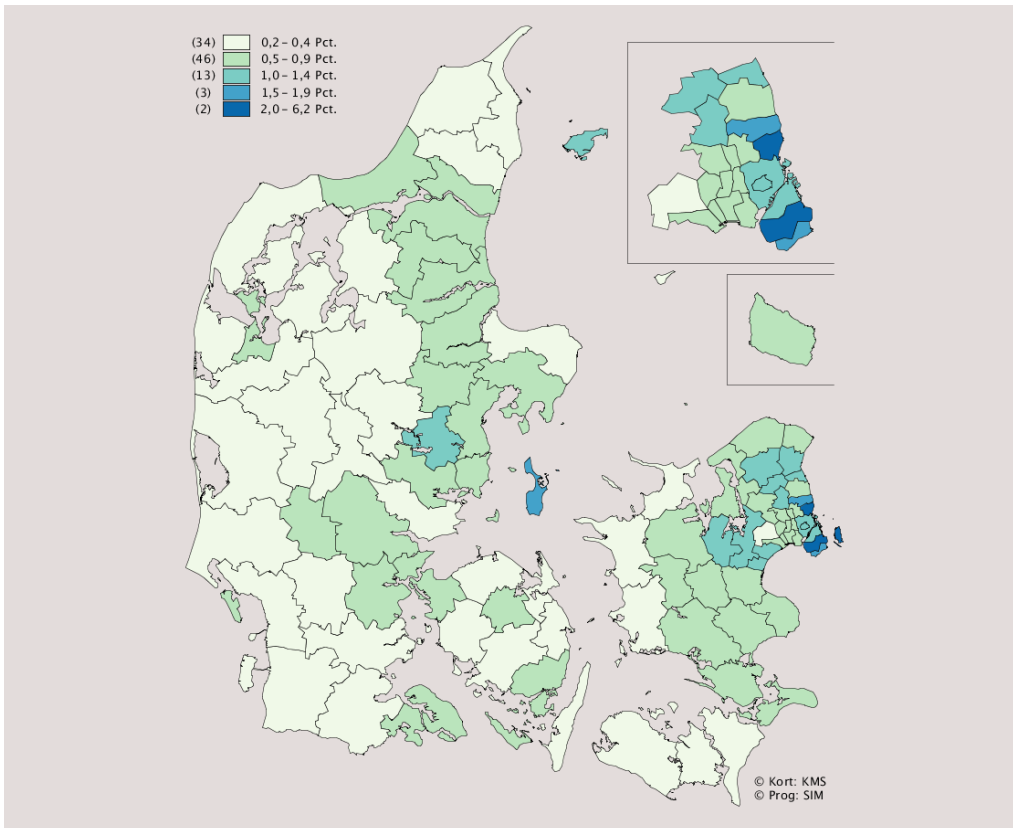 (34) 0,2 – 0,4 Pct.
(46) 0,5 – 0,9 Pct.
(13) 1,0 – 1,4 Pct.
(3) 1,5 – 1,9 Pct.
(2) 2,0 – 6,2 Pct.
© Kort: KMS
© Prog: SIM